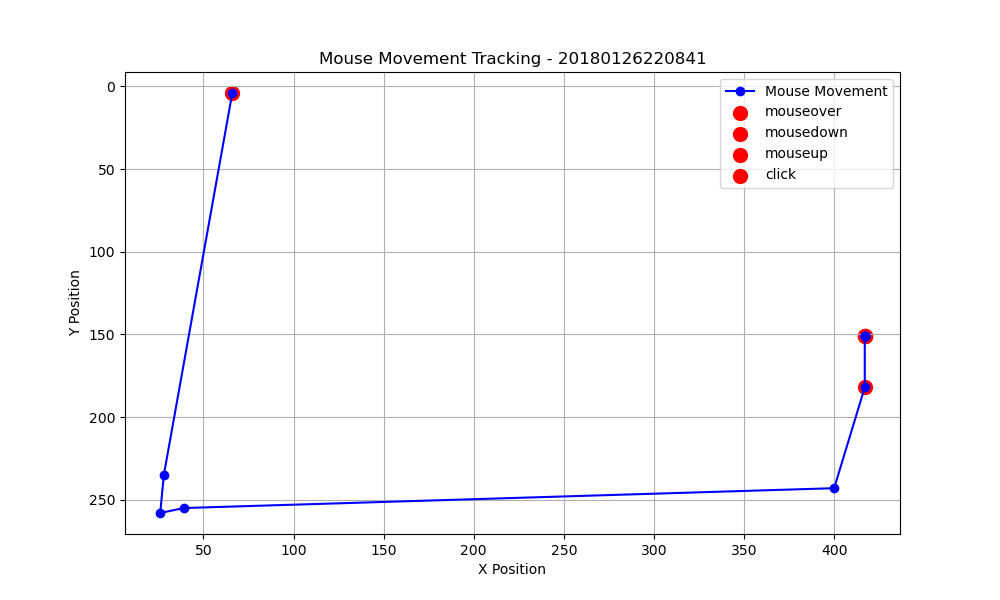 Mouse Movement Tracking - 20180126220841
Mouse Movement
mouseover
mousedown
mouseup
click
0
50
100
150
200
250
Y Position
50 100 150 200 250 300 350 400
X Position